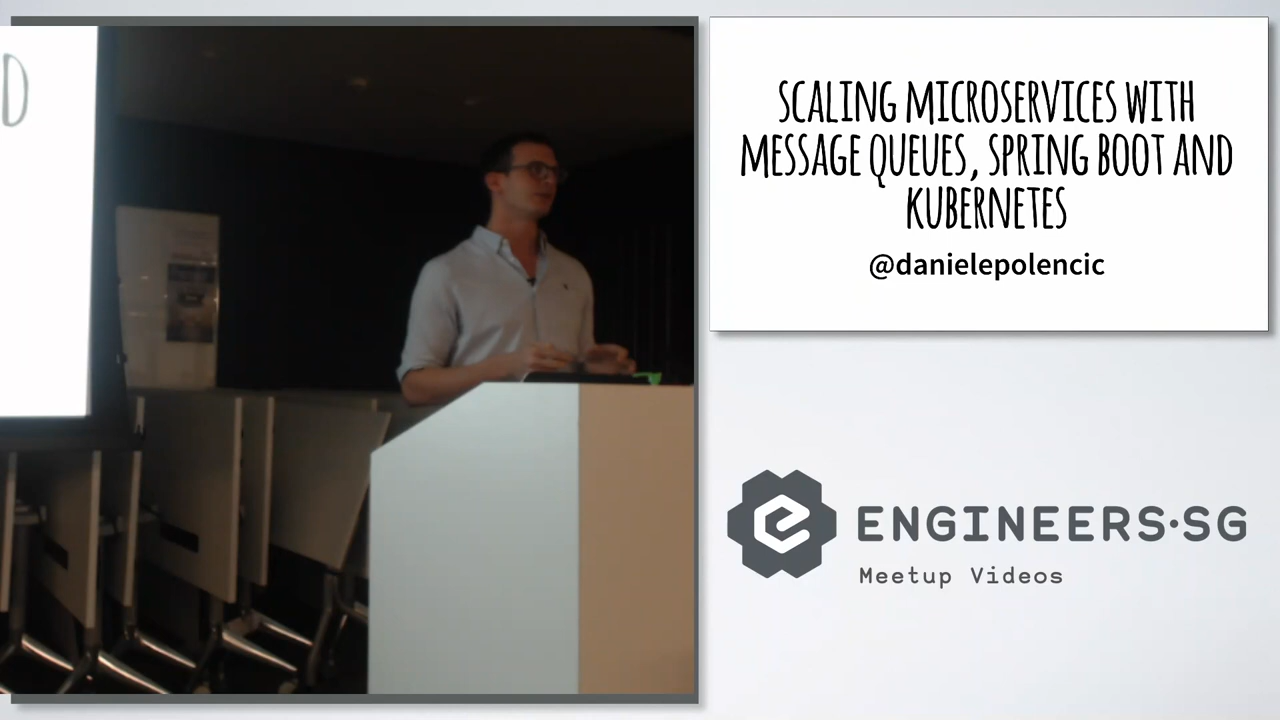 D
SCALING MICROSERVICES WITH
MESSAGE QUEUES, SPRING BOOT AND
KUBERNETES
@danielepolencic
ENGINEERS·SG
Meetup Videos